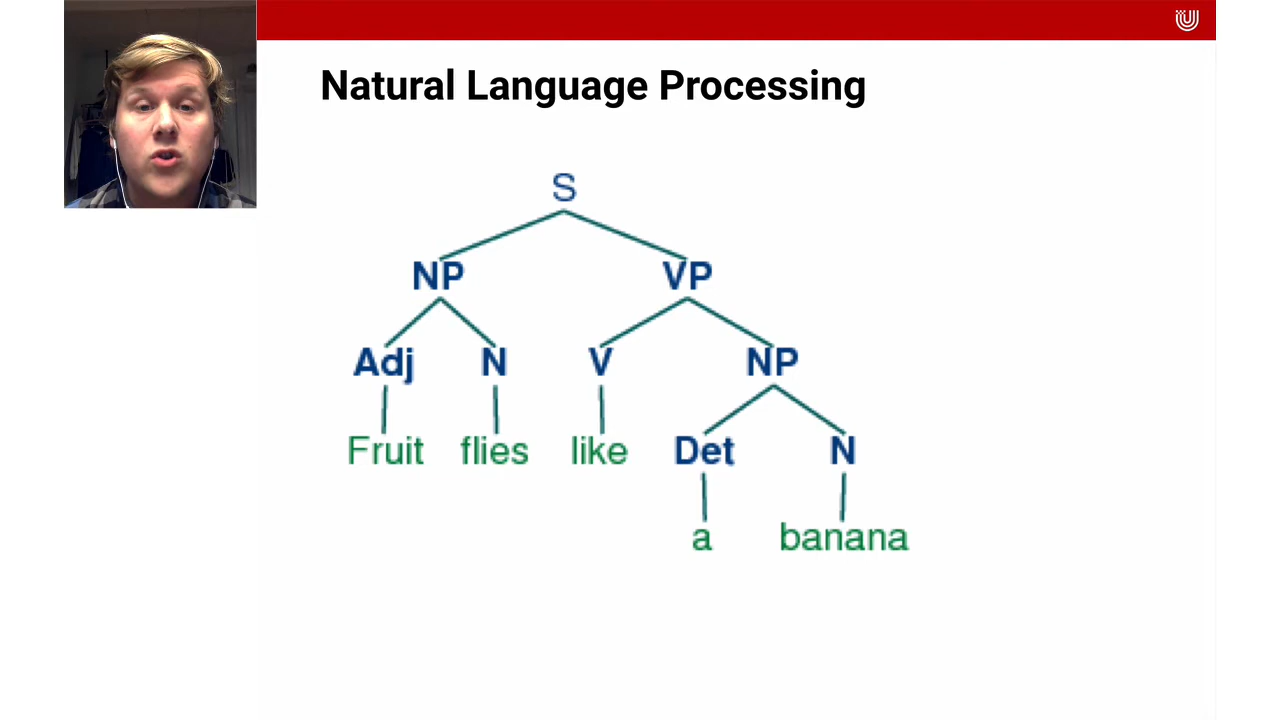 Natural Language Processing
S
NP VP
Adj N V NP
Fruit flies like Det N
a banana